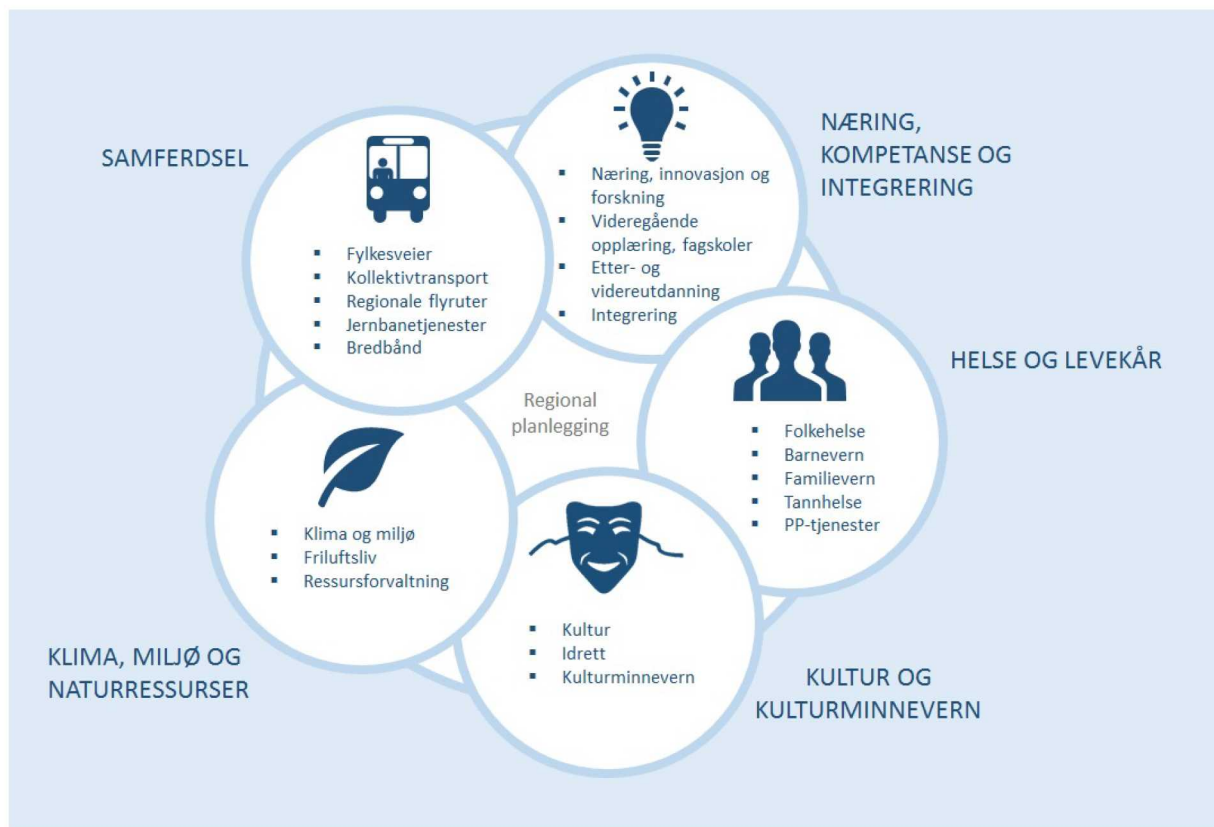 SAMFERDSEL
▪ Fylkesveier
▪ Kollektivtransport
▪ Regionale flyruter
▪ Jernbanetjenester
▪ Bredbånd
NÆRING,
KOMPETANSE OG
INTEGRERING
▪ Næring, innovasjon og
forskning
▪ Videregående
opplæring, fagskoler
▪ Etter- og
videreutdanning
▪ Integrering
HELSE OG LEVEKÅR
▪ Folkehelse
▪ Barnevern
▪ Familievern
▪ Tannhelse
▪ PP-tjenester
Regional
planlegging
▪ Klima og miljø
▪ Friluftsliv
▪ Ressursforvaltning
KLIMA, MILJØ OG
NATURRESSURSER
▪ Kultur
▪ Idrett
▪ Kulturminnevern
KULTUR OG
KULTURMINNEVERN